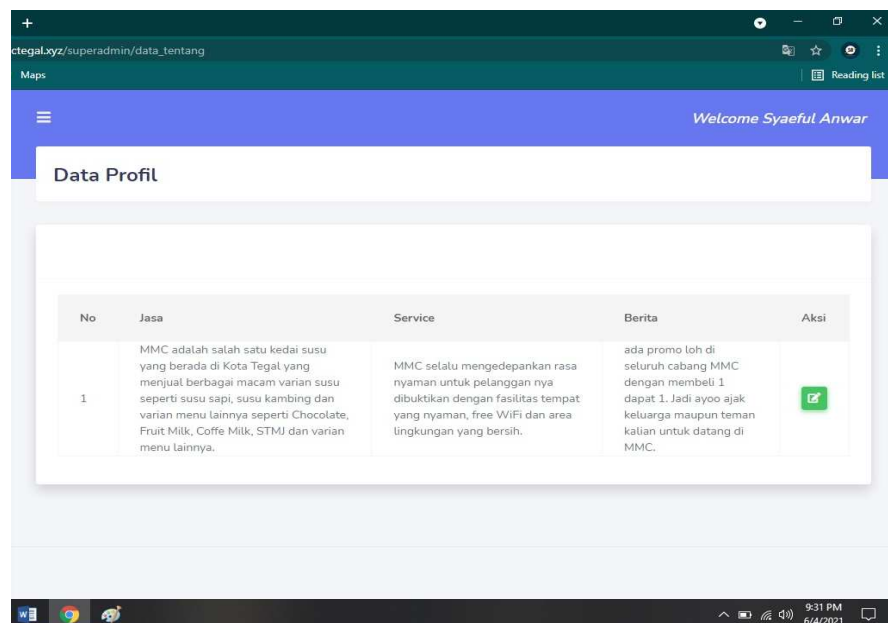 ctegal.xyz/superadmin/data_tentang
Maps
Reading list
Welcome Syaeful Anwar
Data Profil
No Jasa Service Berita Aksi
1
MMC adalah salah satu kedai susu
yang berada di Kota Tegal yang
menjual berbagai macam varian susu
seperti susu sapi, susu kambing dan
varian menu lainnya seperti Chocolate,
Fruit Milk, Coffe Milk, STMJ dan varian
menu lainnya.
MMC selalu mengedepankan rasa
nyaman untuk pelanggan nya
dibuktikan dengan fasilitas tempat
yang nyaman, free WiFi dan area
lingkungan yang bersih.
ada promo loh di
seluruh cabang MMC
dengan membeli 1
dapat 1. Jadi ayoo ajak
keluarga maupun teman
kalian untuk datang di
MMC.
9:31 PM
6/4/2021